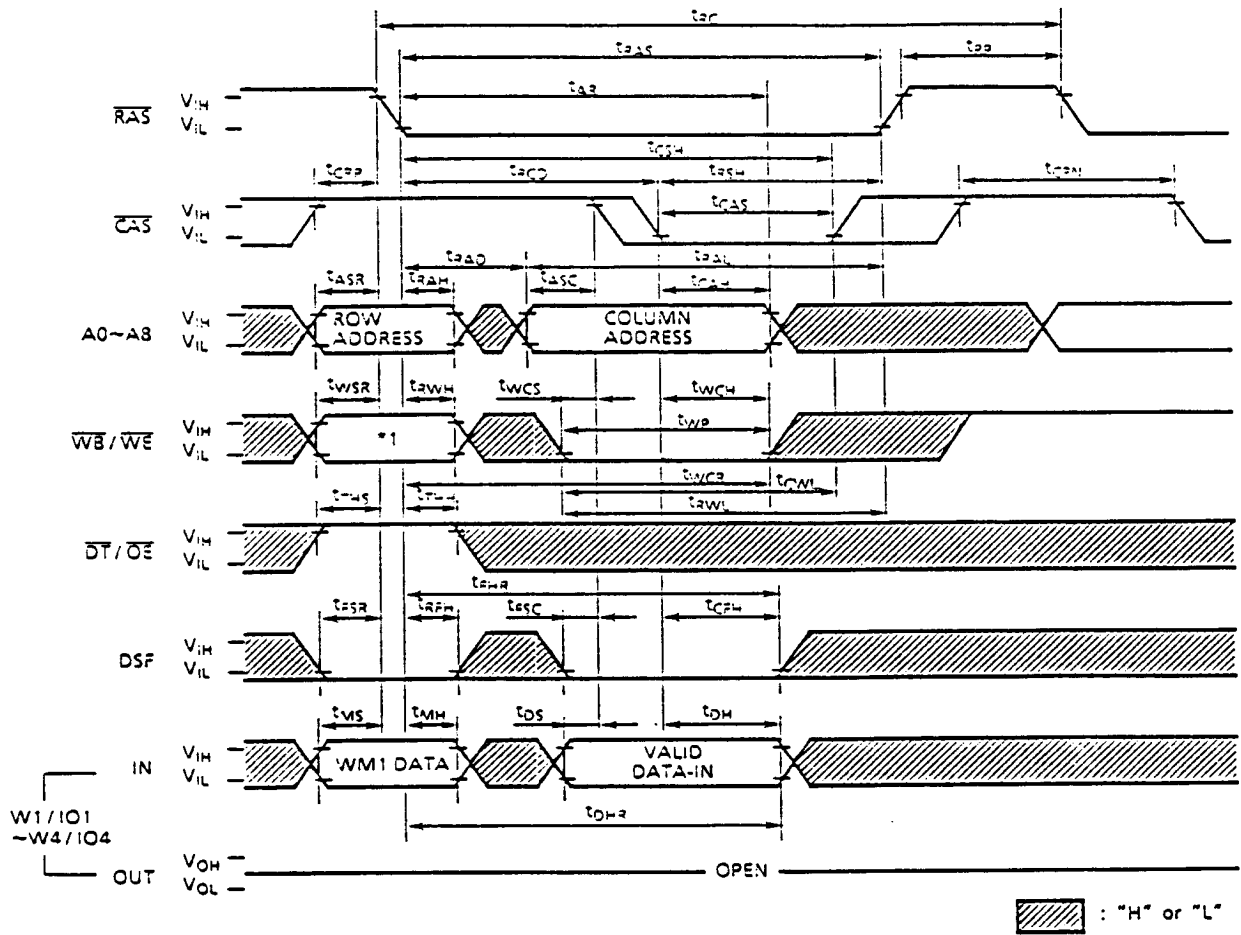 tRC
tRAS
tRP
tAR
RAS
VIH
VIL
tCSH
tCRP
tRCD
tRSH
tCPN
tCAS
CAS
VIH
VIL
tRAD
tRAL
tASR
tRAH
tASC
tCAH
A0~A8
VIH
VIL
ROW
ADDRESS
COLUMN
ADDRESS
tWSR
tRWH
tWCS
tWCH
tWP
WB / WE
VIH
VIL
*1
tWCR
tCWL
tRWL
tTHS
tTHH
DT / OE
VIH
VIL
tFHR
tFSR
tRFH
tFSC
tCFH
DSF
VIH
VIL
tMS
tMH
tDS
tDH
IN
VIH
VIL
WM1 DATA
VALID
DATA-IN
tDHR
W1 / IO1
~W4 / IO4
OUT
VOH
VOL
OPEN
: "H" or "L"